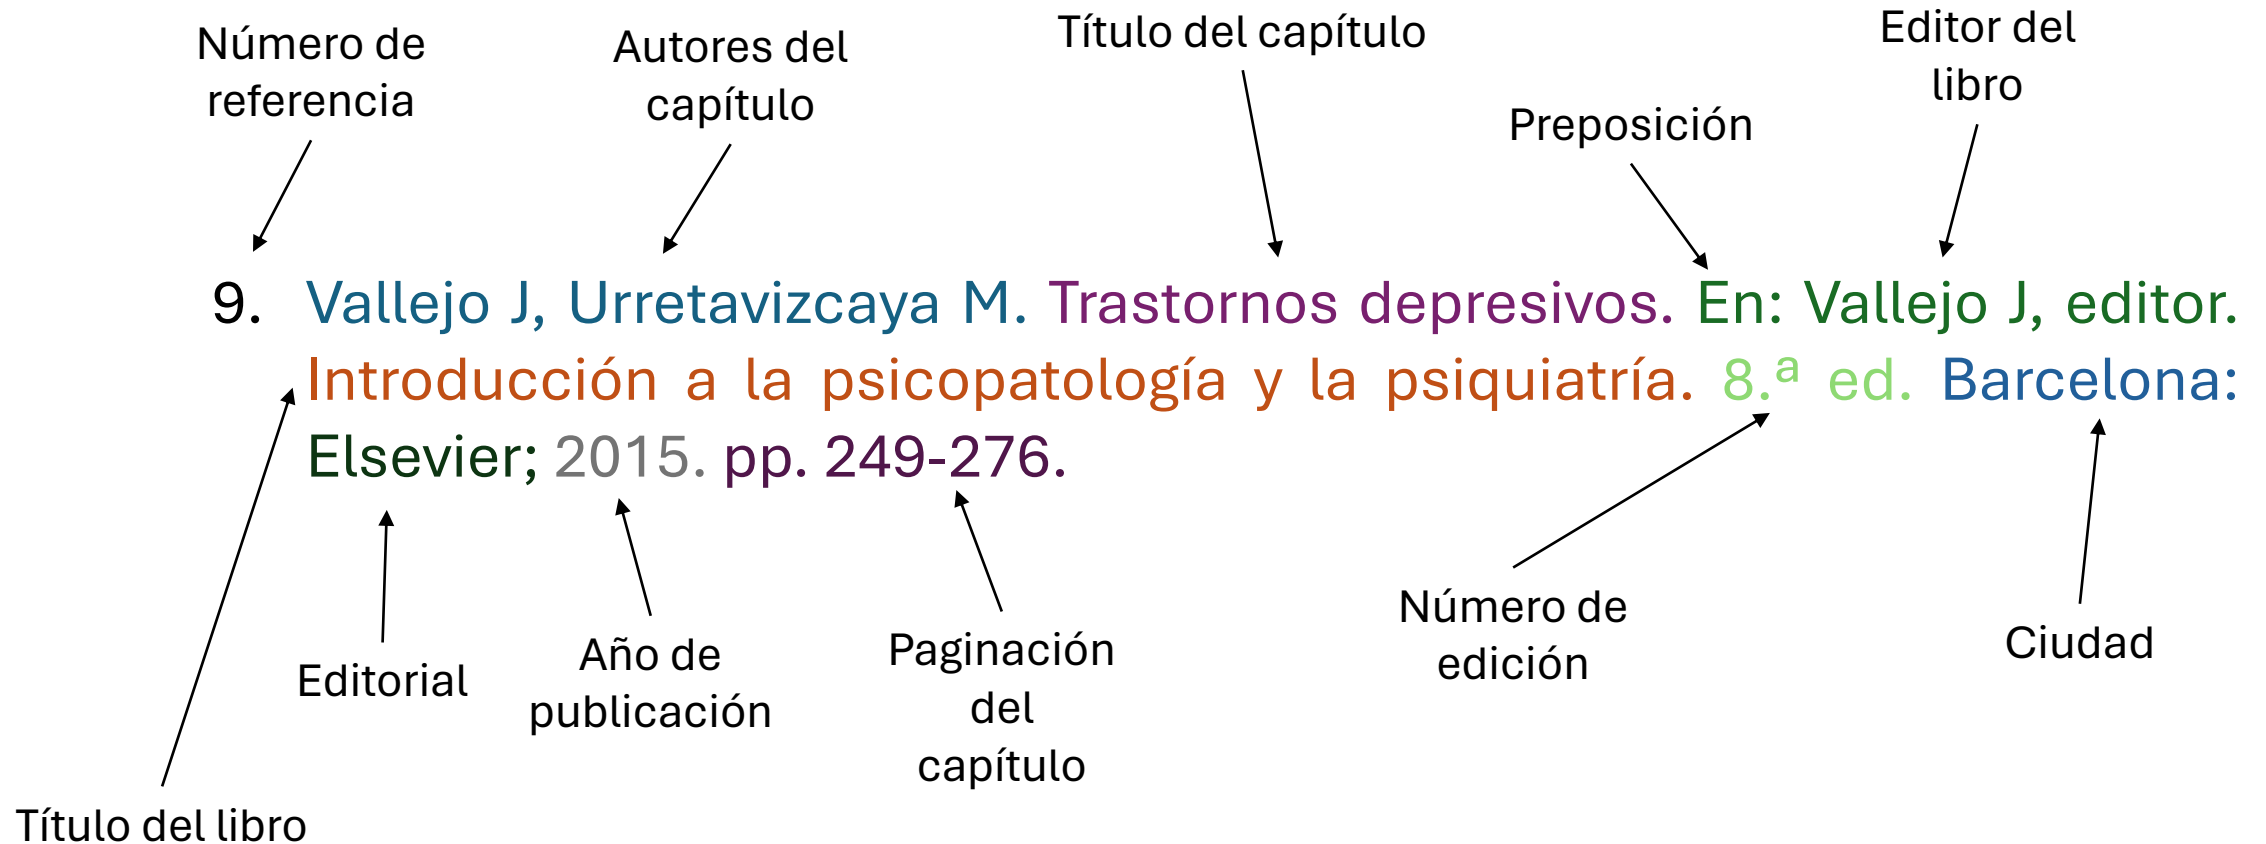 Número de
referencia
Autores del
capítulo
Título del capítulo
Preposición
Editor del
libro
9. Vallejo J, Urretavizcaya M. Trastornos depresivos. En: Vallejo J, editor.
Introducción a la psicopatología y la psiquiatría. 8.ª ed. Barcelona:
Elsevier; 2015. pp. 249-276.
Título del libro
Editorial
Año de
publicación
Paginación
del
capítulo
Número de
edición
Ciudad